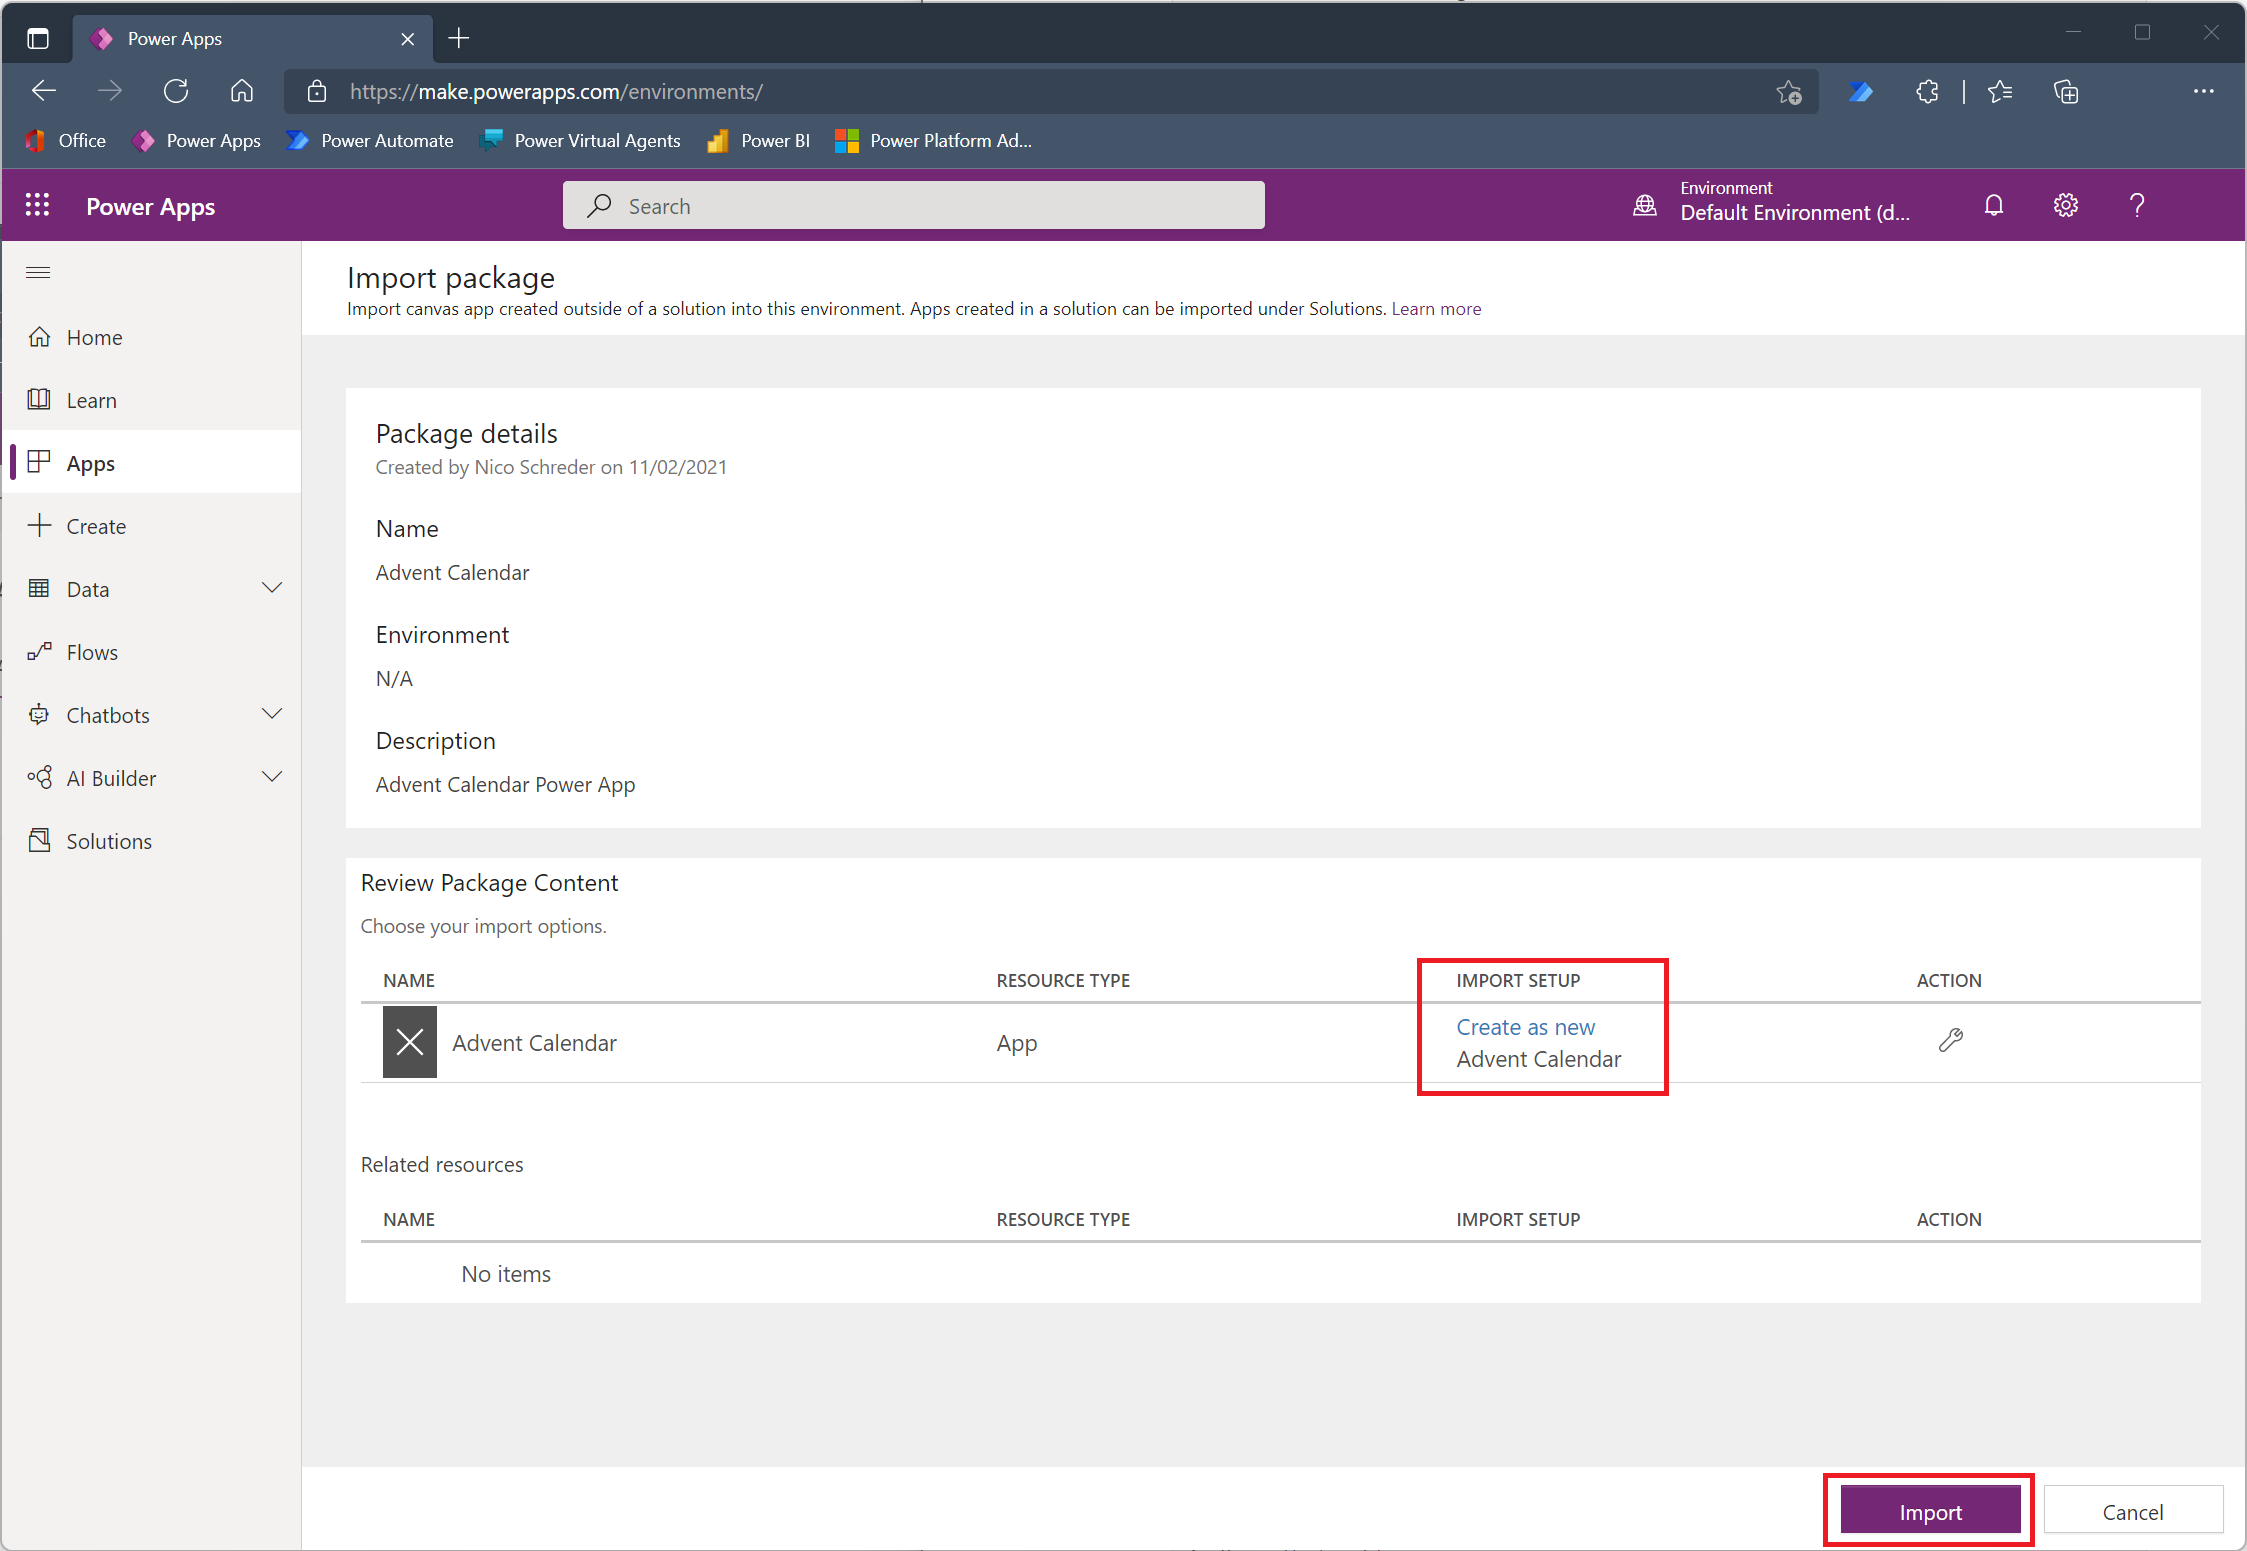 Power Apps
https://make.powerapps.com/environments/
Office Power Apps Power Automate Power Virtual Agents Power BI Power Platform Ad...
Power Apps
Search
Environment
Default Environment (d...
Home
Learn
Apps
Create
Data
Flows
Chatbots
AI Builder
Solutions
Import package
Import canvas app created outside of a solution into this environment. Apps created in a solution can be imported under Solutions. Learn more
Package details
Created by Nico Schreder on 11/02/2021
Name
Advent Calendar
Environment
N/A
Description
Advent Calendar Power App
Review Package Content
Choose your import options.
NAME RESOURCE TYPE IMPORT SETUP ACTION
Advent Calendar App Create as new
Advent Calendar
Related resources
NAME RESOURCE TYPE IMPORT SETUP ACTION
No items
Import Cancel